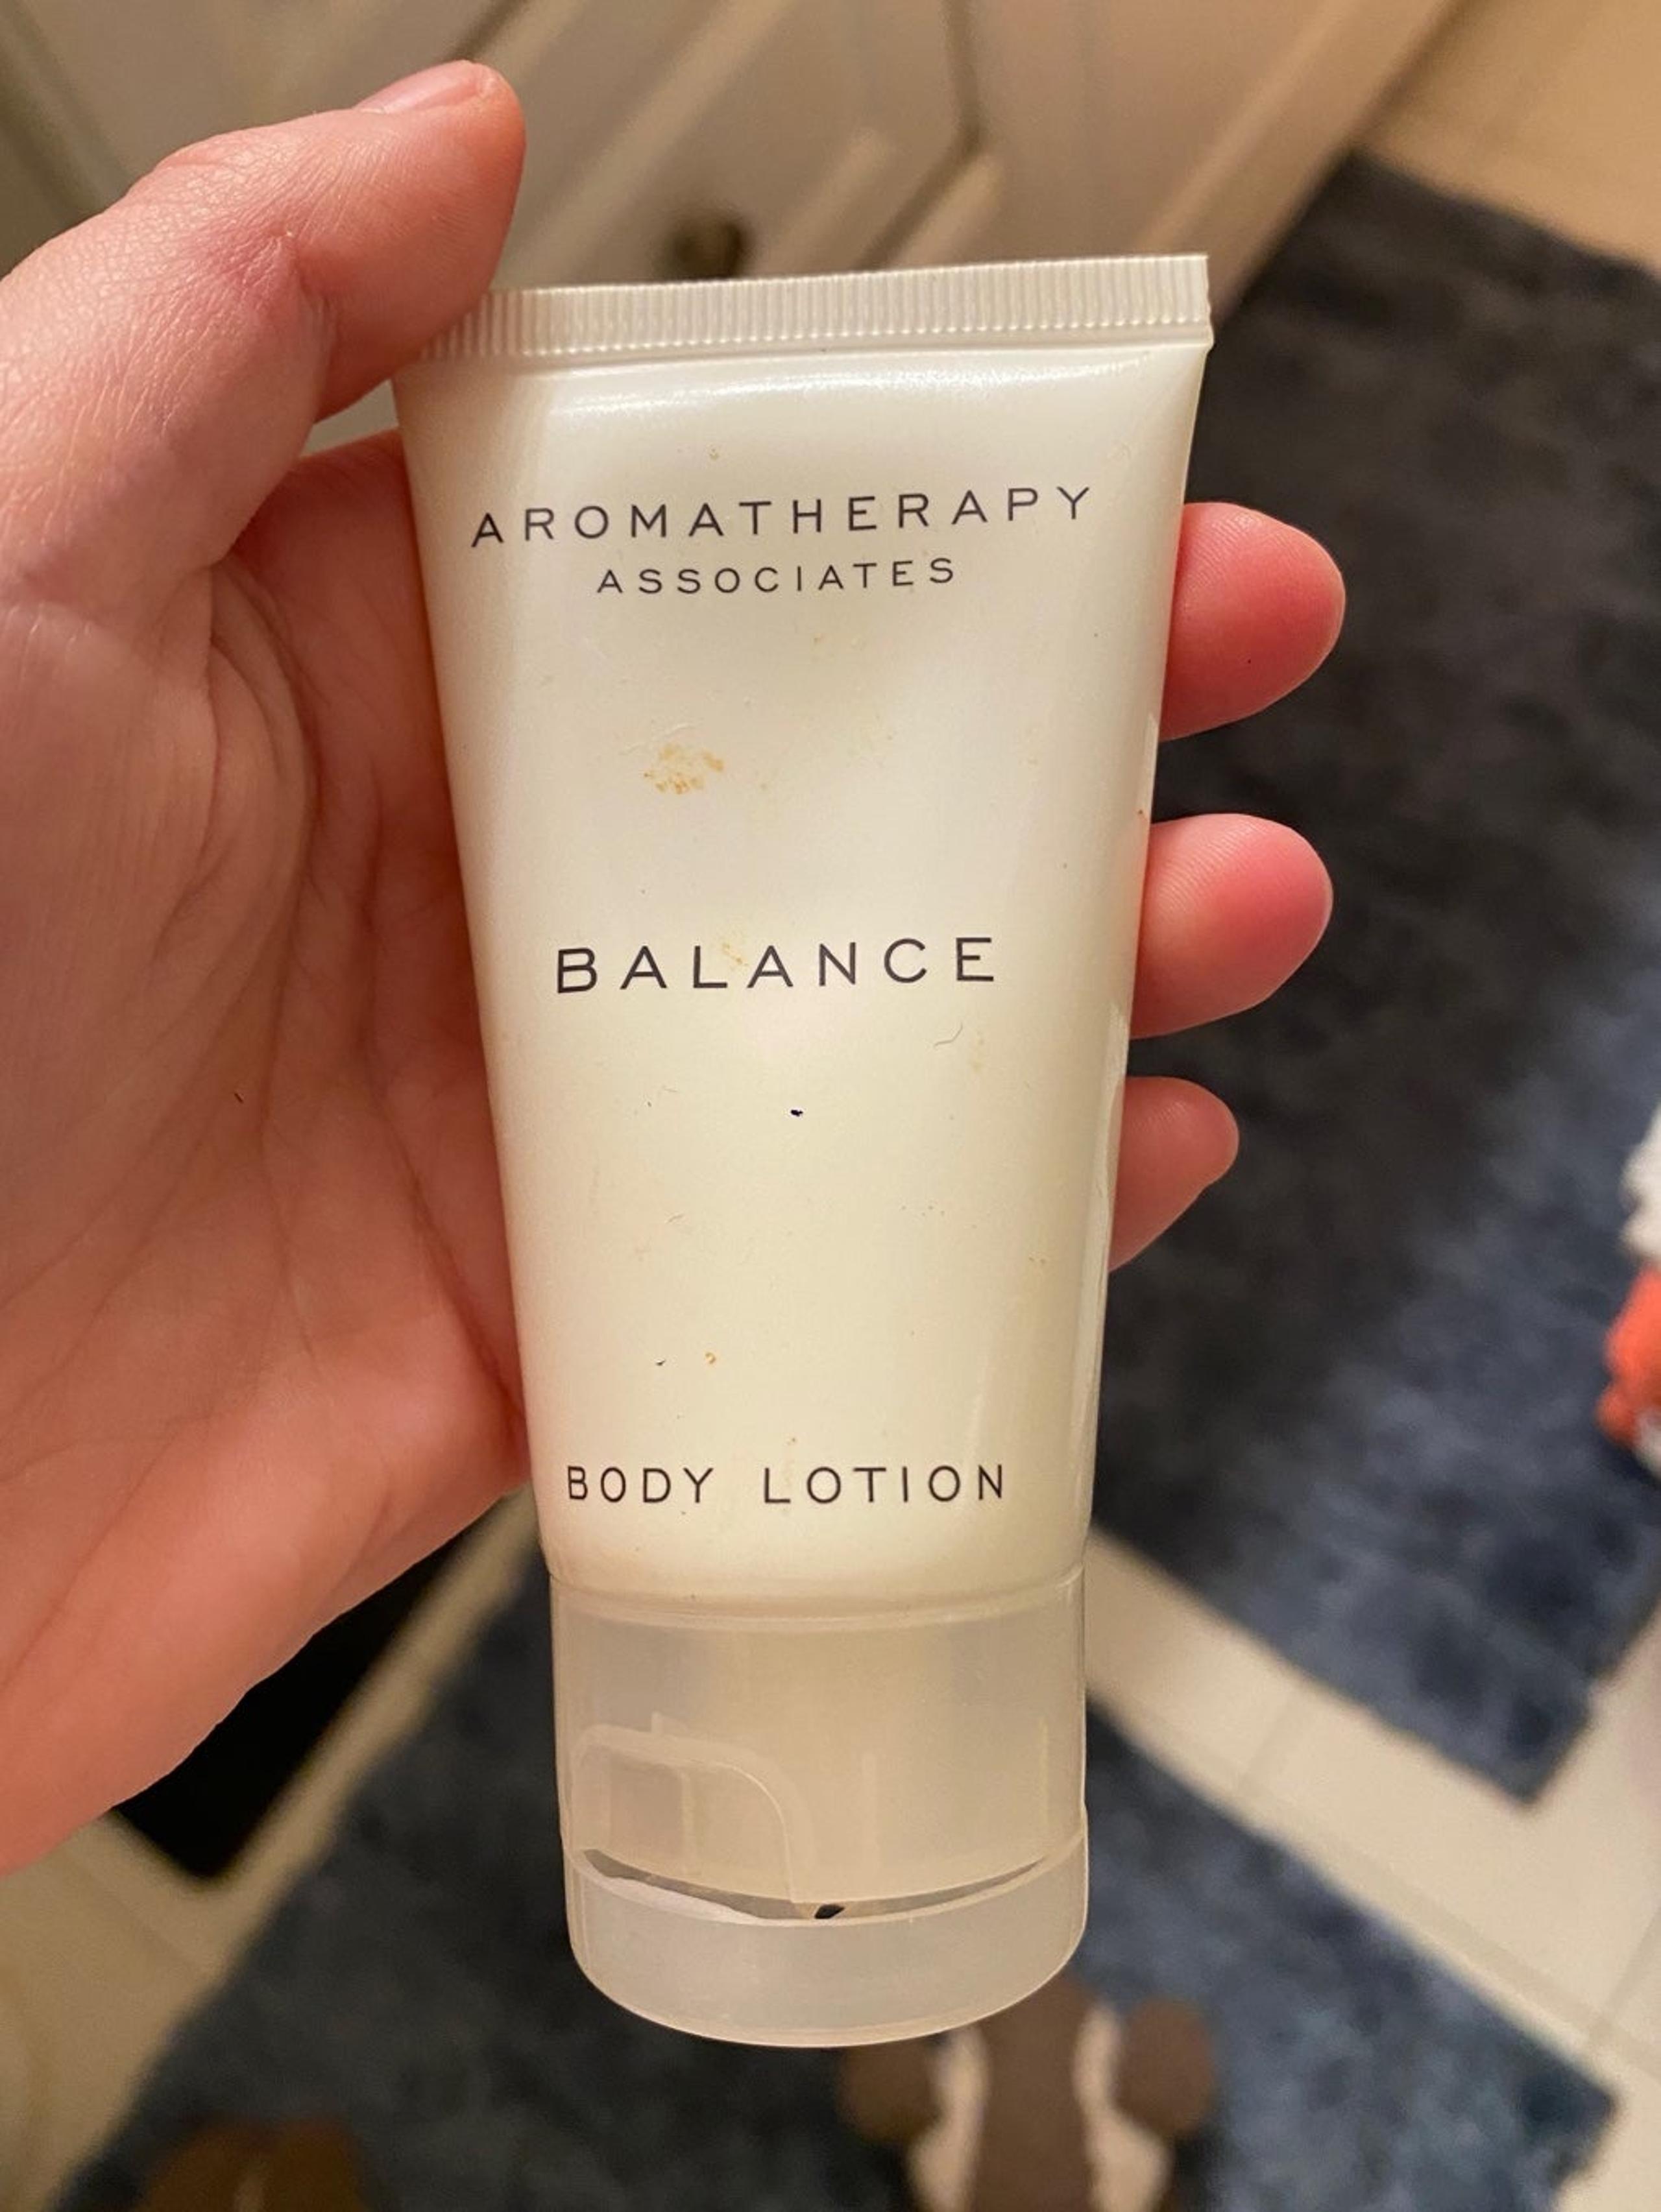 AROMATHERAPY
ASSOCIATES
BALANCE
BODY LOTION